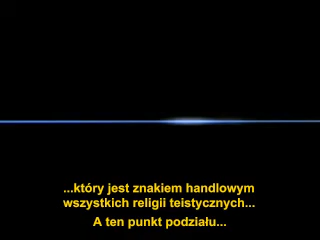 ...który jest znakiem handlowym
wszystkich religii teistycznych...
A ten punkt podziału...